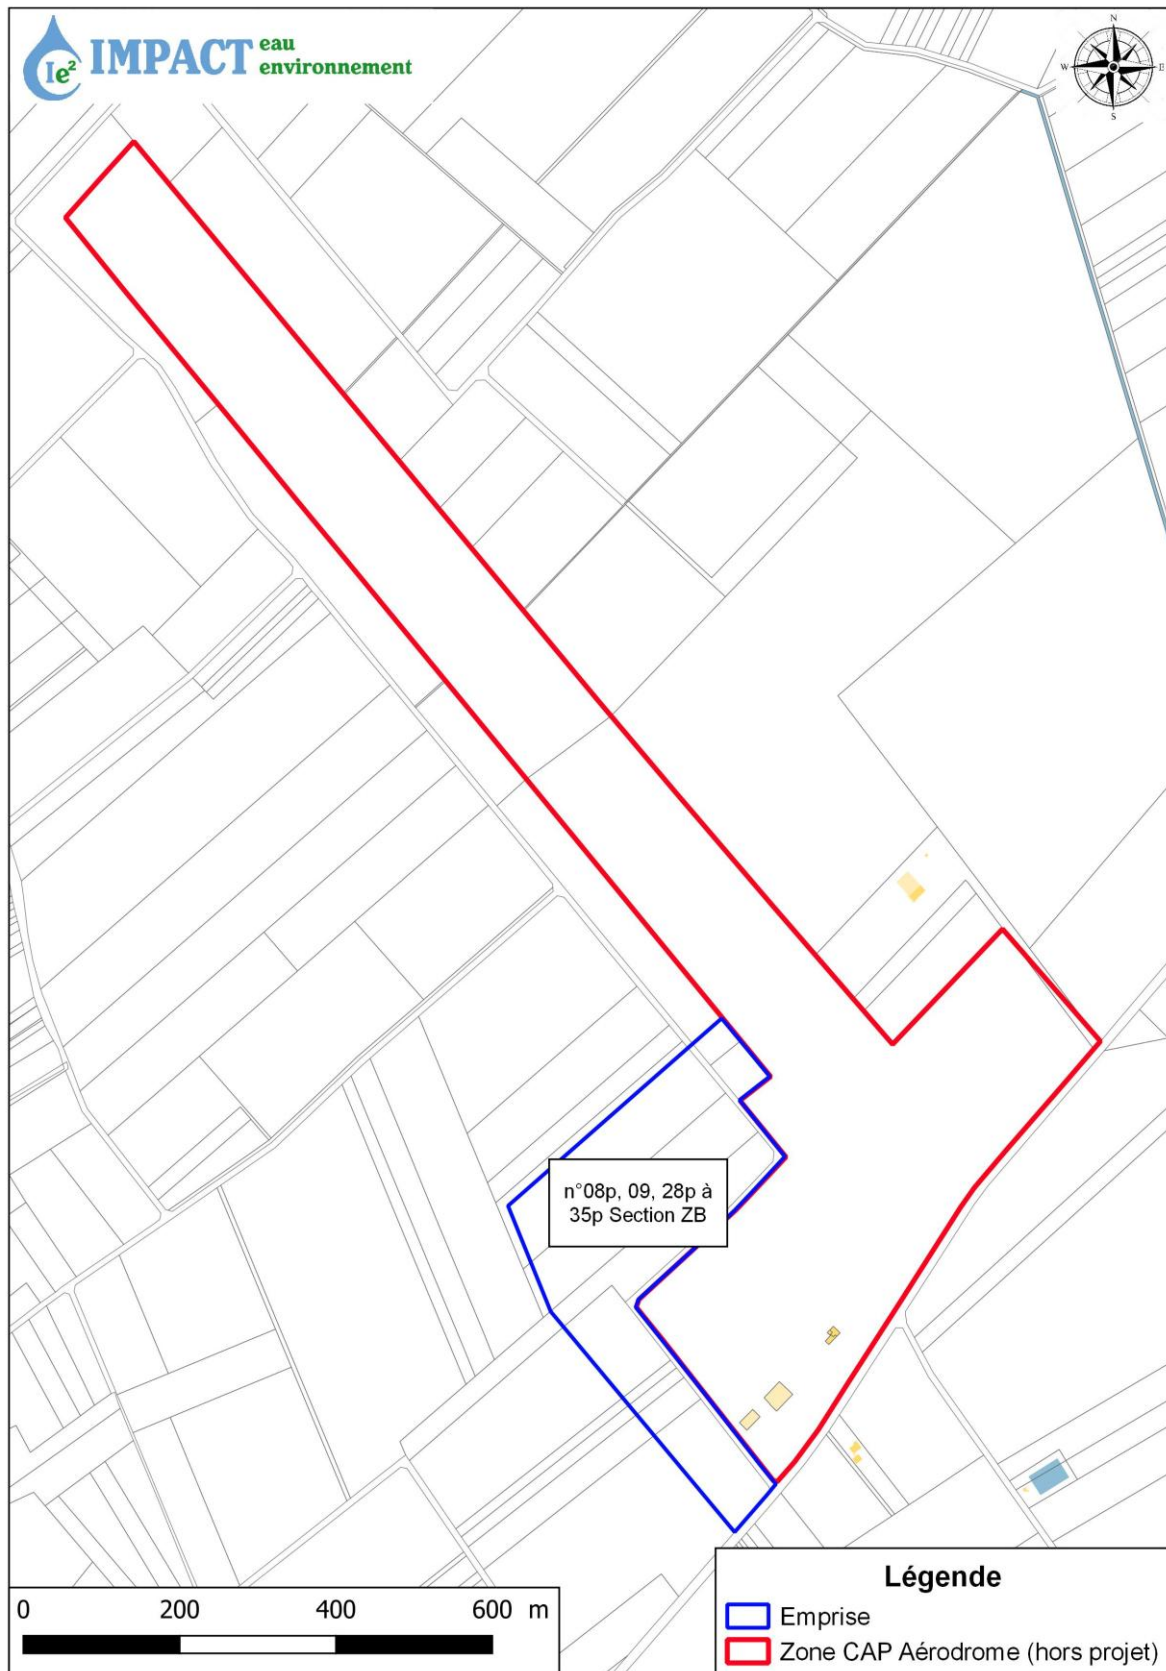 Ie² IMPACT eau
environnement
N
W E
S
n°08p, 09, 28p à
35p Section ZB
0 200 400 600 m
Légende
Emprise
Zone CAP Aérodrome (hors projet)